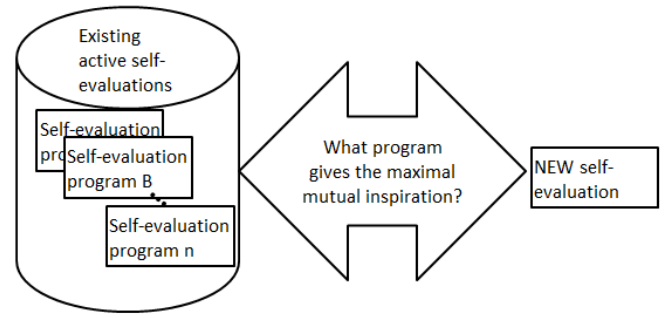 Existing
active self-
evaluations
Self-evaluation
Self-evaluation
program B
Self-evaluation
program n
What program
gives the maximal
mutual inspiration?
NEW self-
evaluation